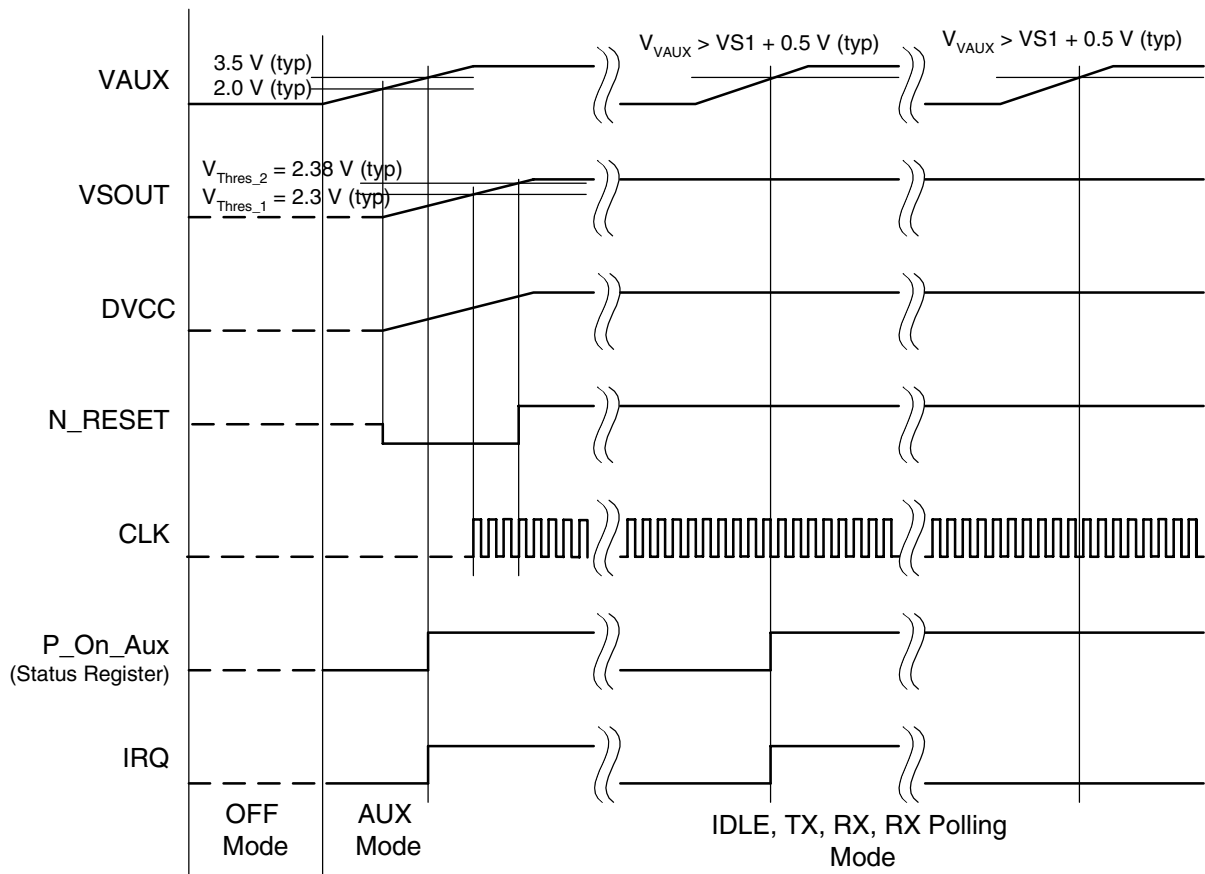 V_VAUX > VS1 + 0.5 V (typ)
V_VAUX > VS1 + 0.5 V (typ)
3.5 V (typ)
VAUX
2.0 V (typ)
V_Thres_2 = 2.38 V (typ)
VSOUT
V_Thres_1 = 2.3 V (typ)
DVCC
N_RESET
CLK
P_On_Aux
(Status Register)
IRQ
OFF
Mode
AUX
Mode
IDLE, TX, RX, RX Polling
Mode